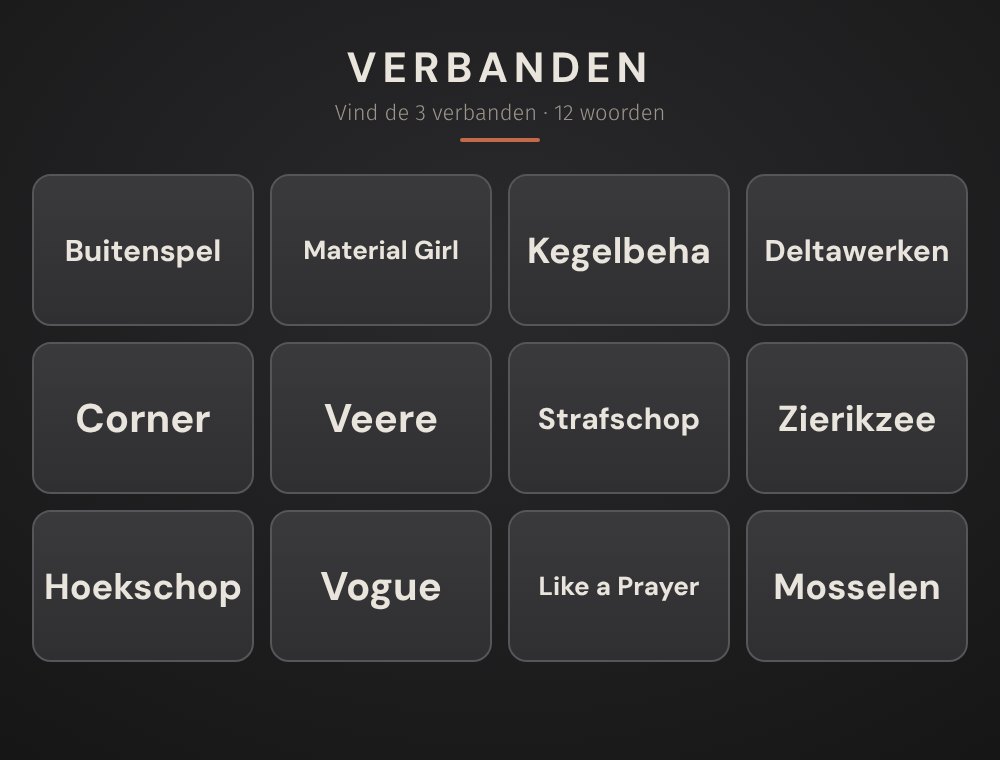 VERBANDEN
Vind de 3 verbanden · 12 woorden
Buitenspel
Material Girl
Kegelbeha
Deltawerken
Corner
Veere
Strafschop
Zierikzee
Hoekschop
Vogue
Like a Prayer
Mosselen